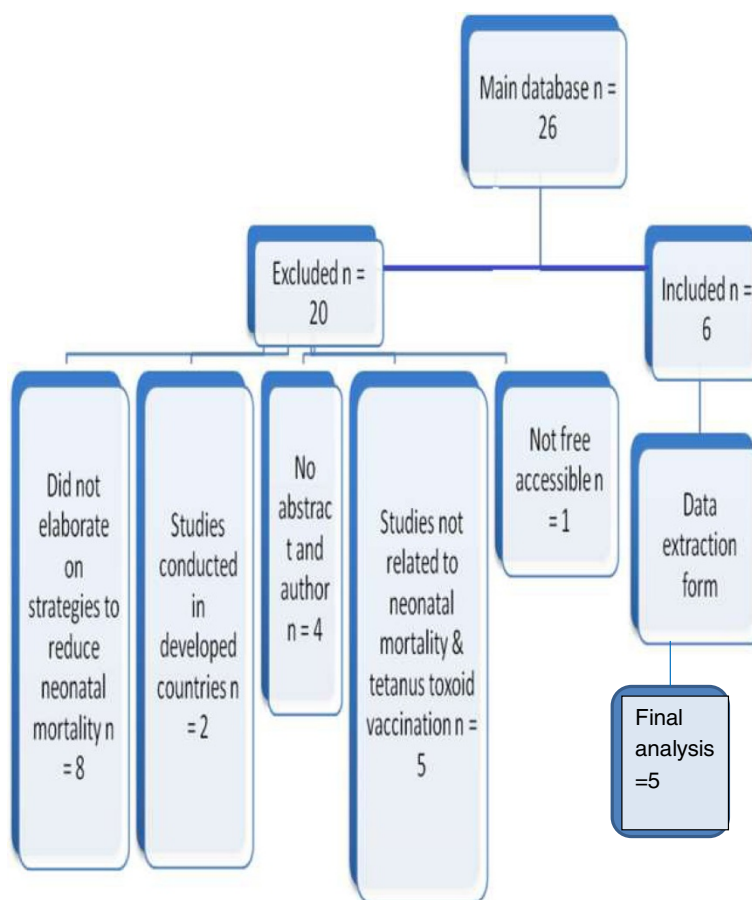 Main database n =
26
Excluded n =
20
Included n =
6
Did not
elaborate
on
strategies to
reduce
neonatal
mortality n
= 8
Studies
conducted
in
developed
countries n
= 2
No
abstrac
t and
author
n = 4
Studies not
related to
neonatal
mortality &
tetanus toxoid
vaccination n =
5
Not free
accessible n
= 1
Data
extraction
form
Final
analysis
=5